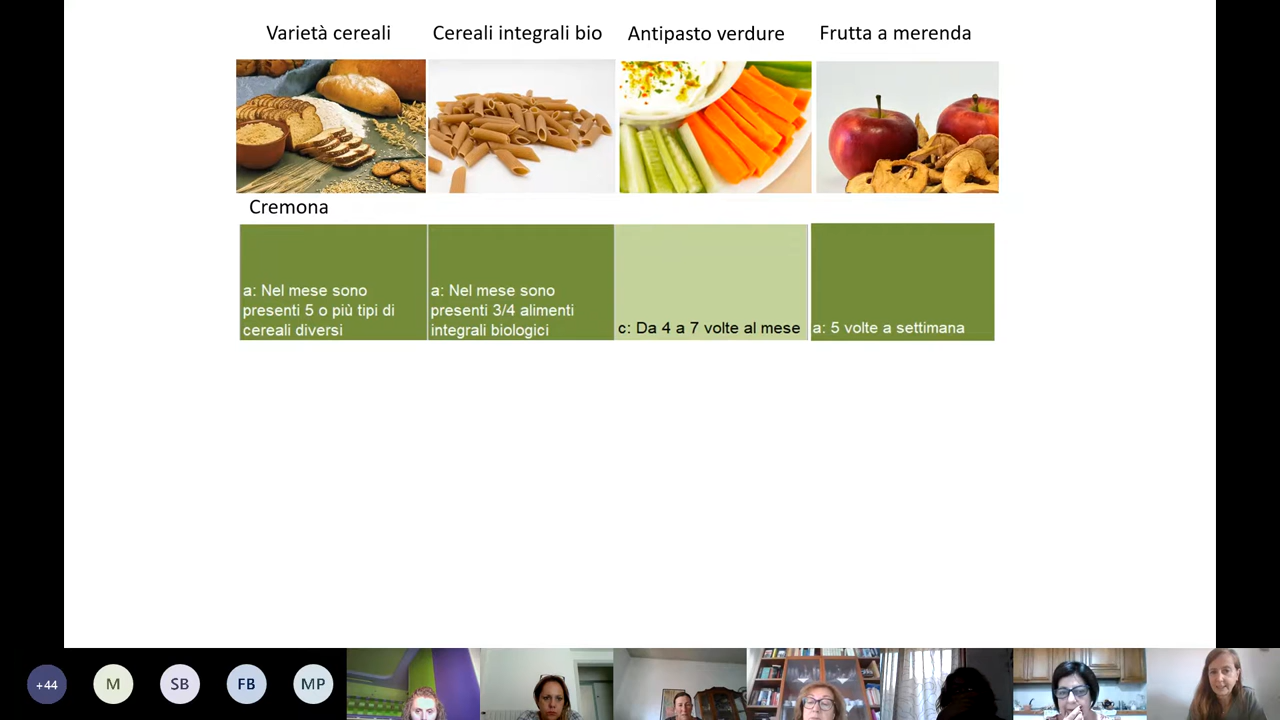 Varietà cereali
Cereali integrali bio
Antipasto verdure
Frutta a merenda
Cremona
a: Nel mese sono
presenti 5 o più tipi di
cereali diversi
a: Nel mese sono
presenti 3/4 alimenti
integrali biologici
c: Da 4 a 7 volte al mese
a: 5 volte a settimana
+44
M
SB
FB
MP